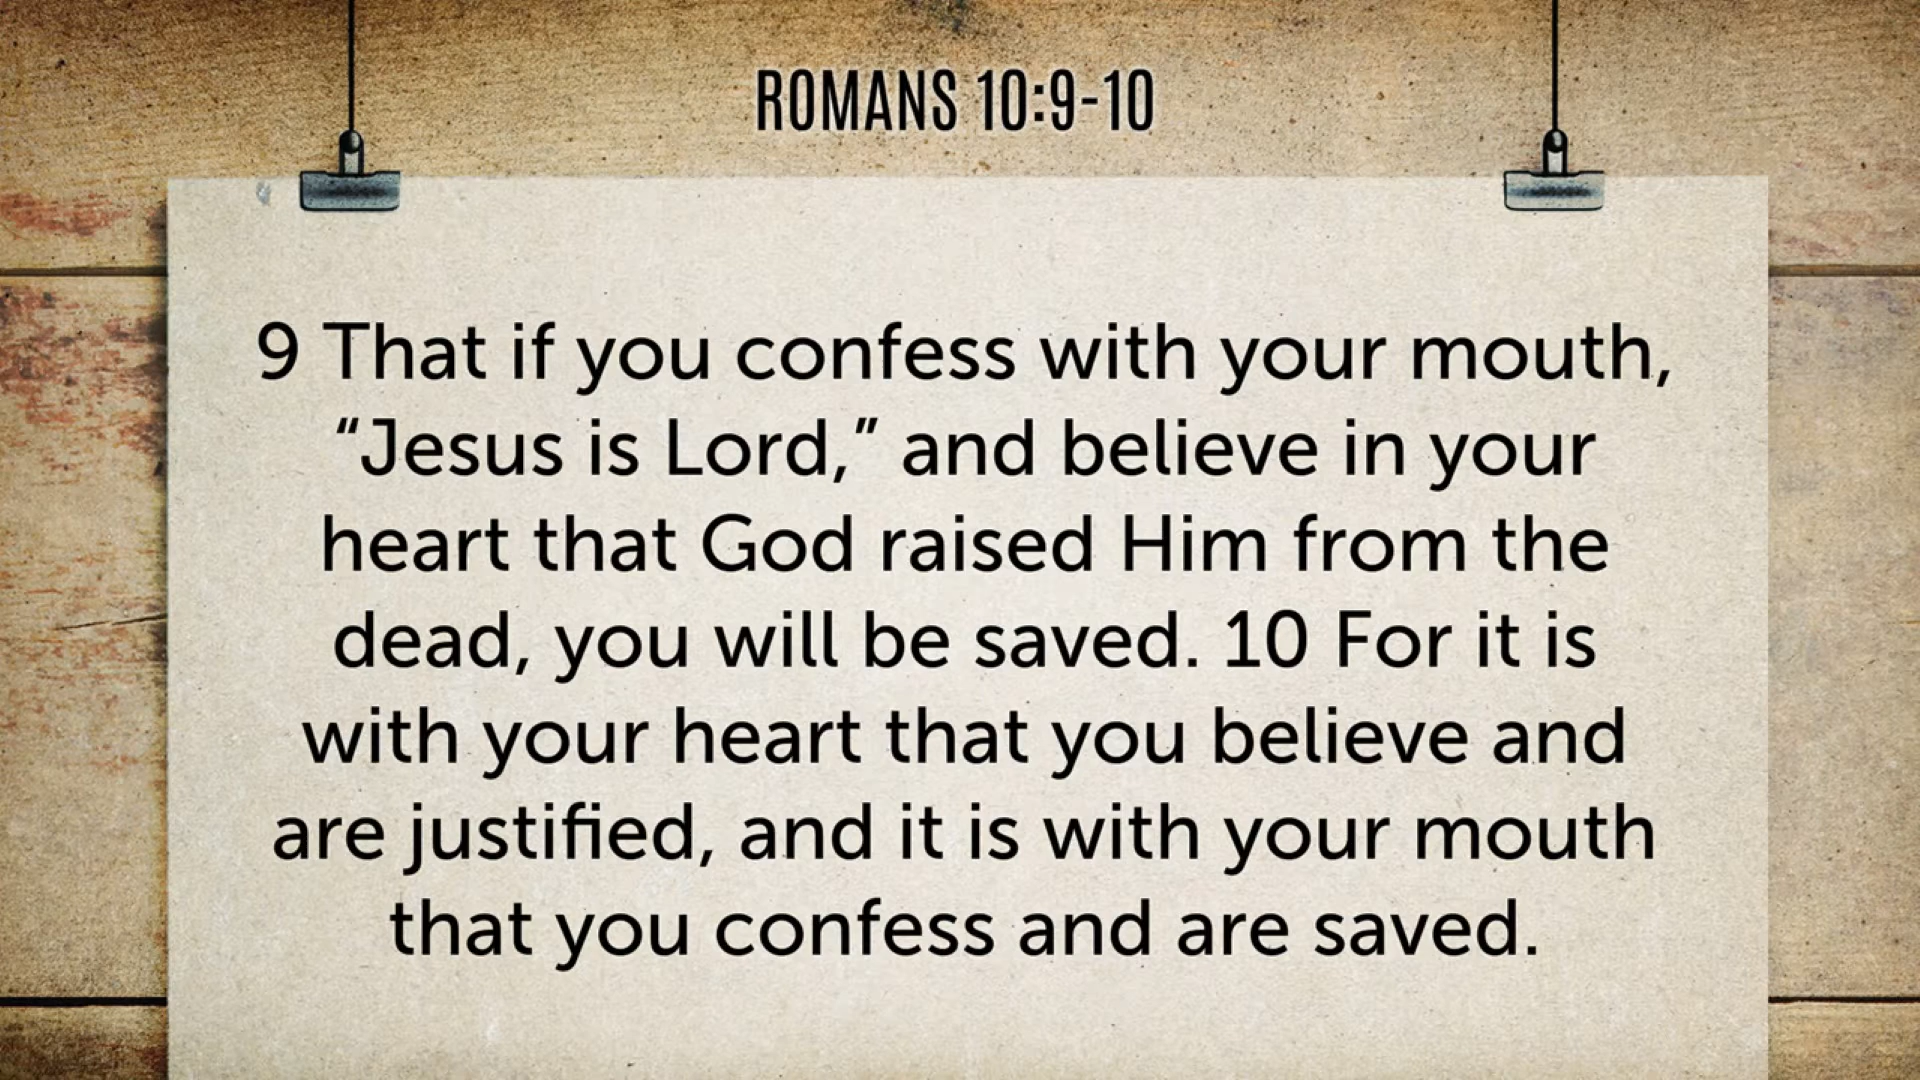 ROMANS 10:9-10
9 That if you confess with your mouth,
“Jesus is Lord,” and believe in your
heart that God raised Him from the
dead, you will be saved. 10 For it is
with your heart that you believe and
are justified, and it is with your mouth
that you confess and are saved.